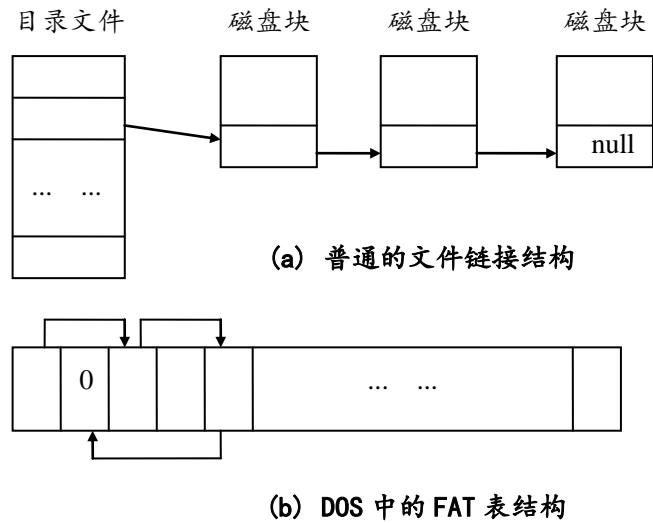 目录文件 磁盘块 磁盘块 磁盘块
null
... ...
(a) 普通的文件链接结构
0
... ...
(b) DOS 中的 FAT 表结构